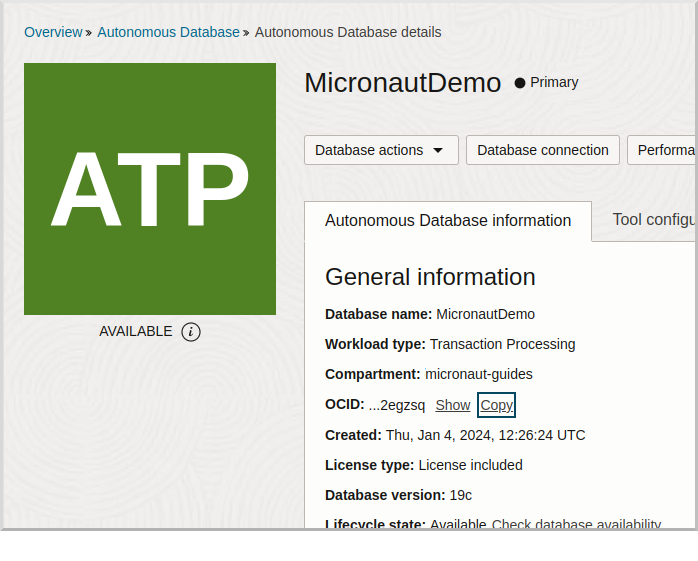 Overview » Autonomous Database » Autonomous Database details
ATP
AVAILABLE i
MicronautDemo ● Primary
Database actions Database connection Performa
Autonomous Database information Tool configu
General information
Database name: MicronautDemo
Workload type: Transaction Processing
Compartment: micronaut-guides
OCID: ...2egzsq Show Copy
Created: Thu, Jan 4, 2024, 12:26:24 UTC
License type: License included
Database version: 19c
Lifecycle state: Available Check database availability